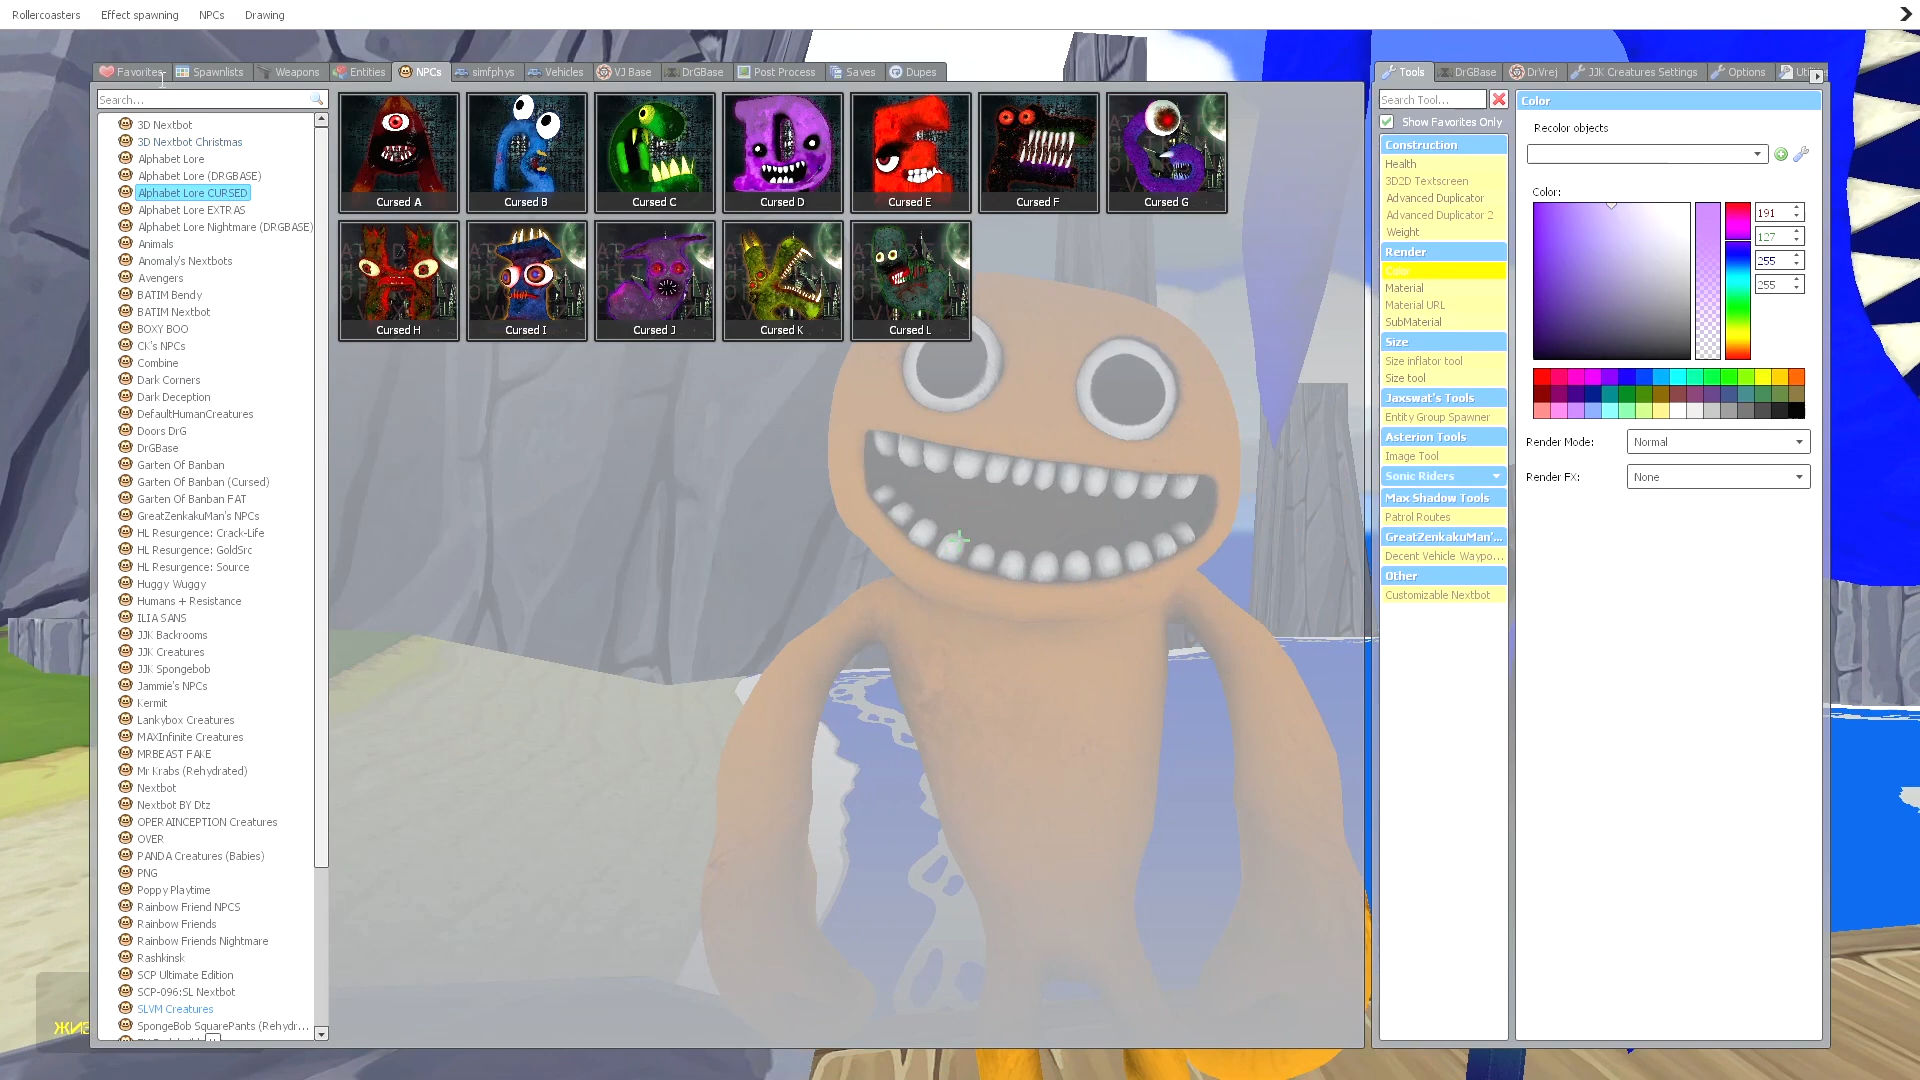 Rollercoasters Effect spawning NPCs Drawing
Favorites Spawnlists Weapons Entities NPCs simfphys Vehicles VJ Base DrGBase Post Process Saves Dupes
Search...
3D Nextbot
3D Nextbot Christmas
Alphabet Lore
Alphabet Lore (DRGBASE)
Alphabet Lore CURSED
Alphabet Lore EXTRAS
Alphabet Lore Nightmare (DRGBASE)
Animals
Anomaly's Nextbots
Avengers
BATIM Bendy
BATIM Nextbot
BOXY BOO
CK's NPCs
Combine
Dark Corners
Dark Deception
DefaultHumanCreatures
Doors DrG
DrGBase
Garten Of Banban
Garten Of Banban (Cursed)
Garten Of Banban FAT
GreatZenkakuMan's NPCs
HL Resurgence: Crack-Life
HL Resurgence: GoldSrc
HL Resurgence: Source
Huggy Wuggy
Humans + Resistance
ILIA SANS
JJK Backrooms
JJK Creatures
JJK Spongebob
Jammie's NPCs
Kermit
Lankybox Creatures
MAXInfinite Creatures
MRBEAST FAKE
Mr Krabs (Rehydrated)
Nextbot
Nextbot BY Dtz
OPERAINCEPTION Creatures
OVER
PANDA Creatures (Babies)
PNG
Poppy Playtime
Rainbow Friend NPCS
Rainbow Friends
Rainbow Friends Nightmare
Rashkinsk
SCP Ultimate Edition
SCP-096:SL Nextbot
SLVM Creatures
SpongeBob SquarePants (Rehydr...
Cursed A Cursed B Cursed C Cursed D Cursed E Cursed F Cursed G
Cursed H Cursed I Cursed J Cursed K Cursed L
ЖИЗ
Tools DrGBase DrVrej JJK Creatures Settings Options Utili
Search Tool...
Show Favorites Only
Construction
Health
3D2D Textscreen
Advanced Duplicator
Advanced Duplicator 2
Weight
Render
Color
Material
Material URL
SubMaterial
Size
Size inflator tool
Size tool
Jaxswat's Tools
Entity Group Spawner
Asterion Tools
Image Tool
Sonic Riders
Max Shadow Tools
Patrol Routes
GreatZenkakuMan'...
Decent Vehicle Waypo...
Other
Customizable Nextbot
Color
Recolor objects
Color:
191
127
255
255
Render Mode: Normal
Render FX: None